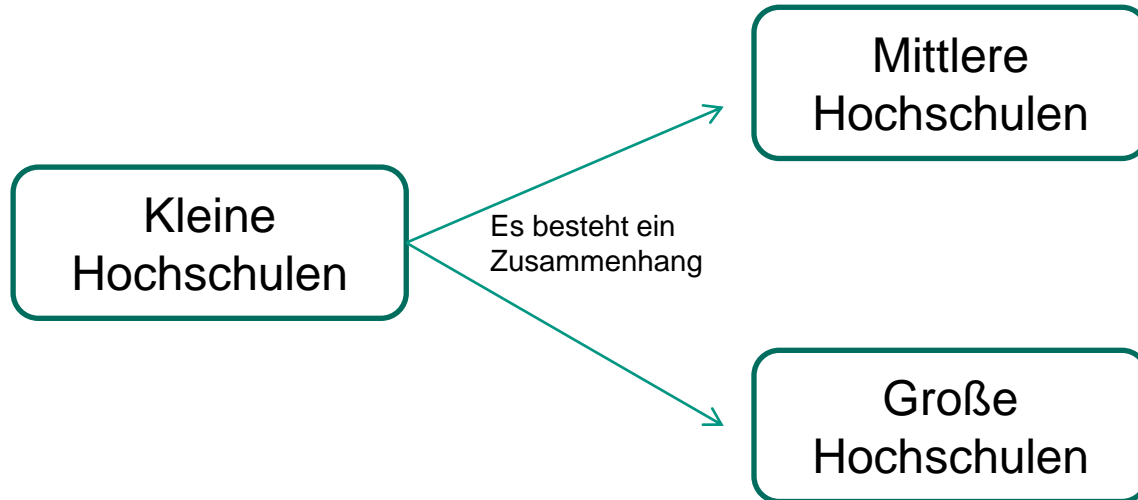 Mittlere
Hochschulen
Kleine
Hochschulen
Es besteht ein
Zusammenhang
Große
Hochschulen